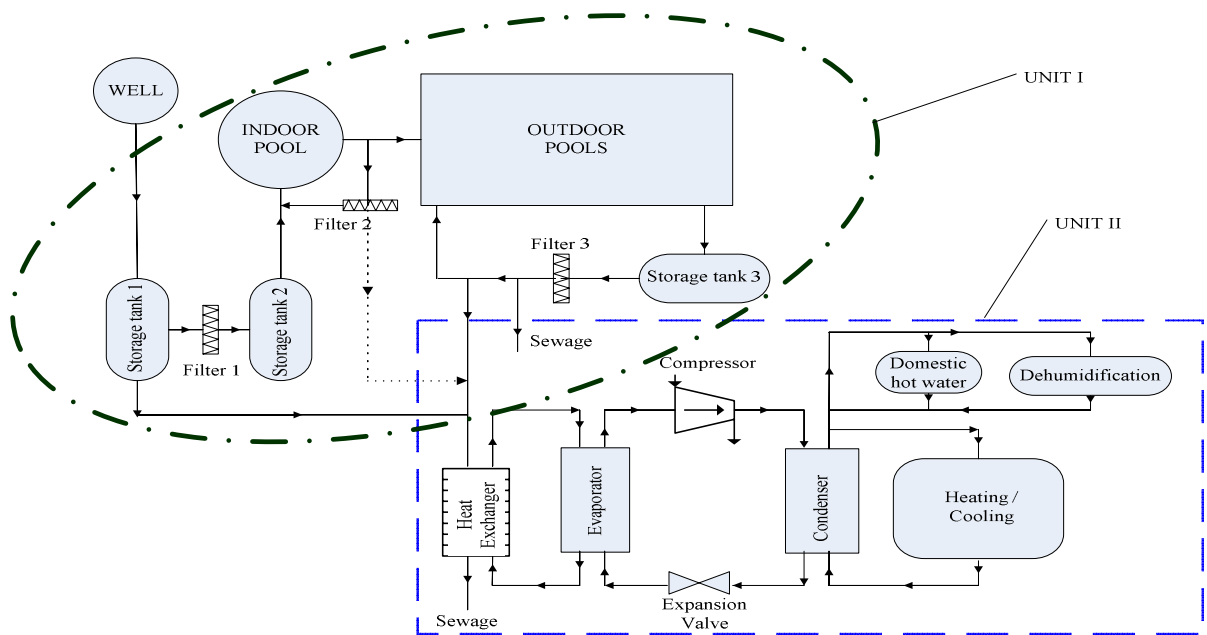 UNIT I
WELL
INDOOR
POOL
OUTDOOR
POOLS
Filter 2
UNIT II
Filter 3
Storage tank 3
Storage tank 1
Storage tank 2
Filter 1
Sewage
Compressor
Domestic
hot water
Dehumidification
Heat
Exchanger
Evaporator
Condenser
Heating /
Cooling
Expansion
Valve
Sewage